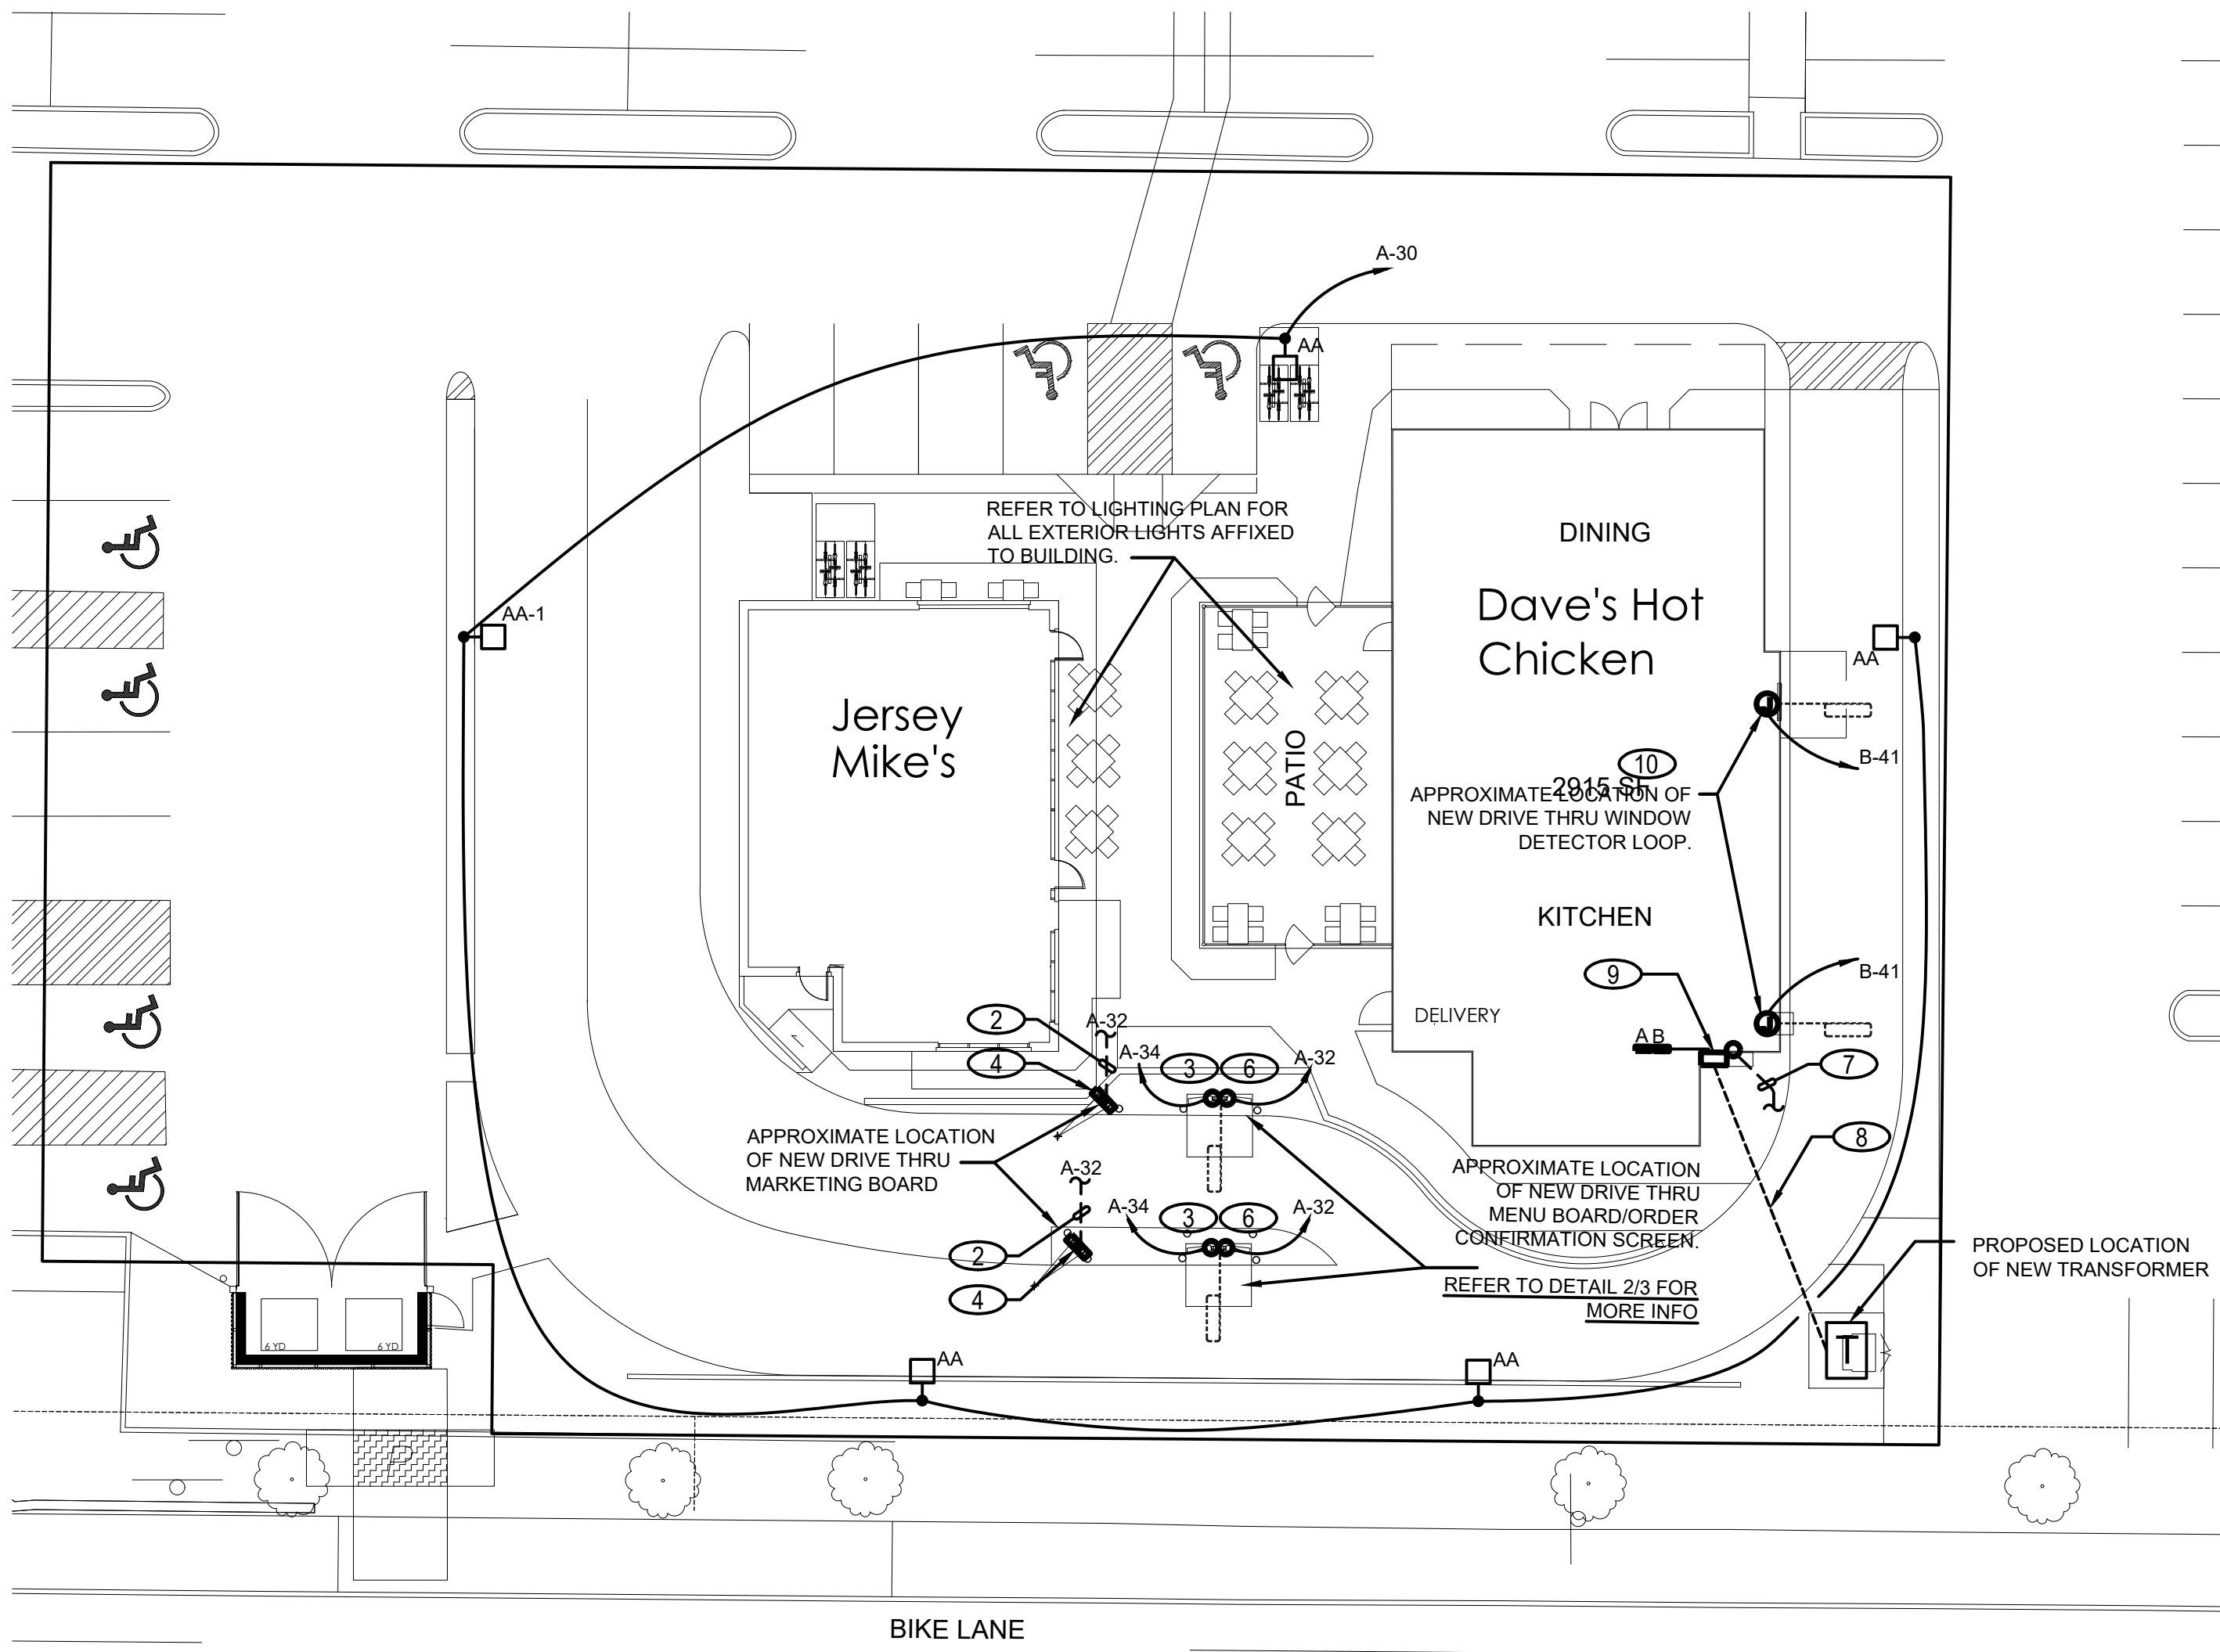 A-30
AA
REFER TO LIGHTING PLAN FOR
ALL EXTERIOR LIGHTS AFFIXED
TO BUILDING.
DINING
Dave's Hot
Chicken
AA-1
AA
Jersey
Mike's
PATIO
10
B-41
2915 SF
APPROXIMATE LOCATION OF
NEW DRIVE THRU WINDOW
DETECTOR LOOP.
KITCHEN
9
B-41
DELIVERY
2
A-32
A B
4
A-34
3
6
A-32
7
8
APPROXIMATE LOCATION
OF NEW DRIVE THRU
MARKETING BOARD
A-32
A-34
3
6
A-32
2
4
APPROXIMATE LOCATION
OF NEW DRIVE THRU
MENU BOARD/ORDER
CONFIRMATION SCREEN.
REFER TO DETAIL 2/3 FOR
MORE INFO
PROPOSED LOCATION
OF NEW TRANSFORMER
T
6 YD
6 YD
AA
AA
BIKE LANE